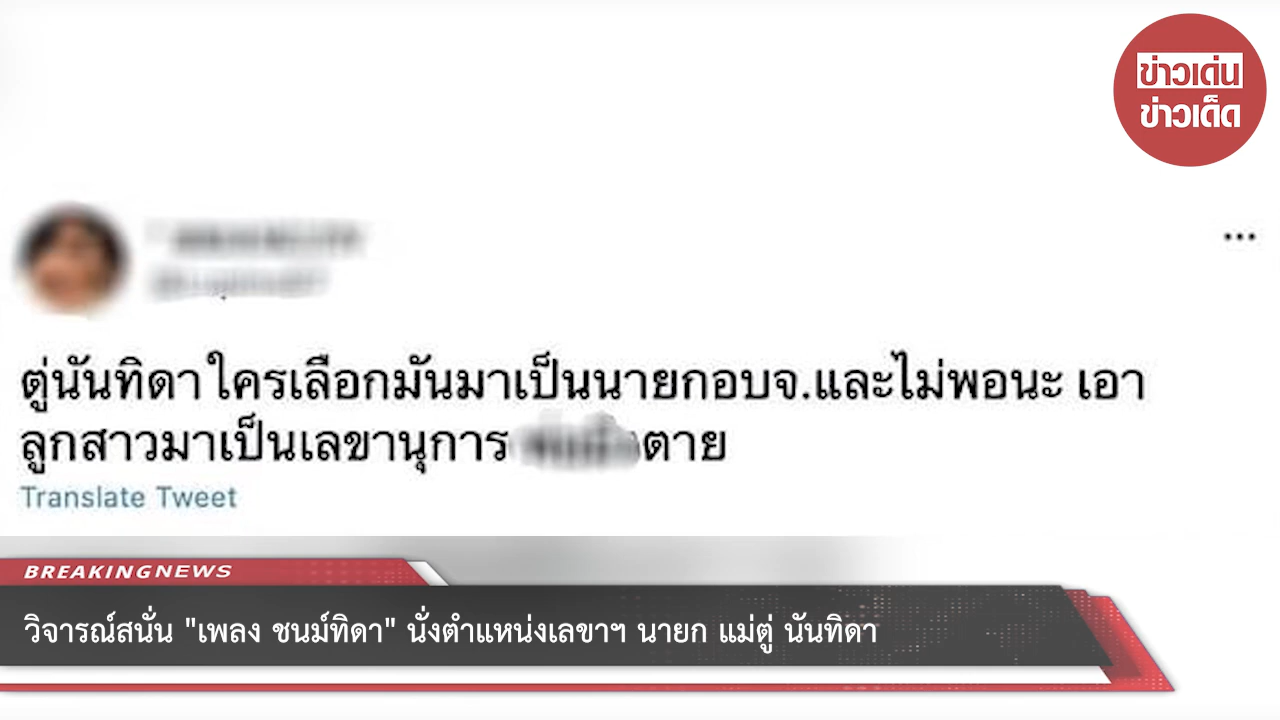 ข่าวเด่น
ข่าวเด็ด
ตู่นันทิดา ใครเลือกมันมาเป็นนายกอบจ.และไม่พอนะ เอา
ลูกสาวมาเป็นเลขานุการ ตาย
Translate Tweet
BREAKING NEWS
วิจารณ์สนั่น "เพลง ชนม์ทิดา" นั่งตำแหน่งเลขาฯ นายก แม่ตู่ นันทิดา